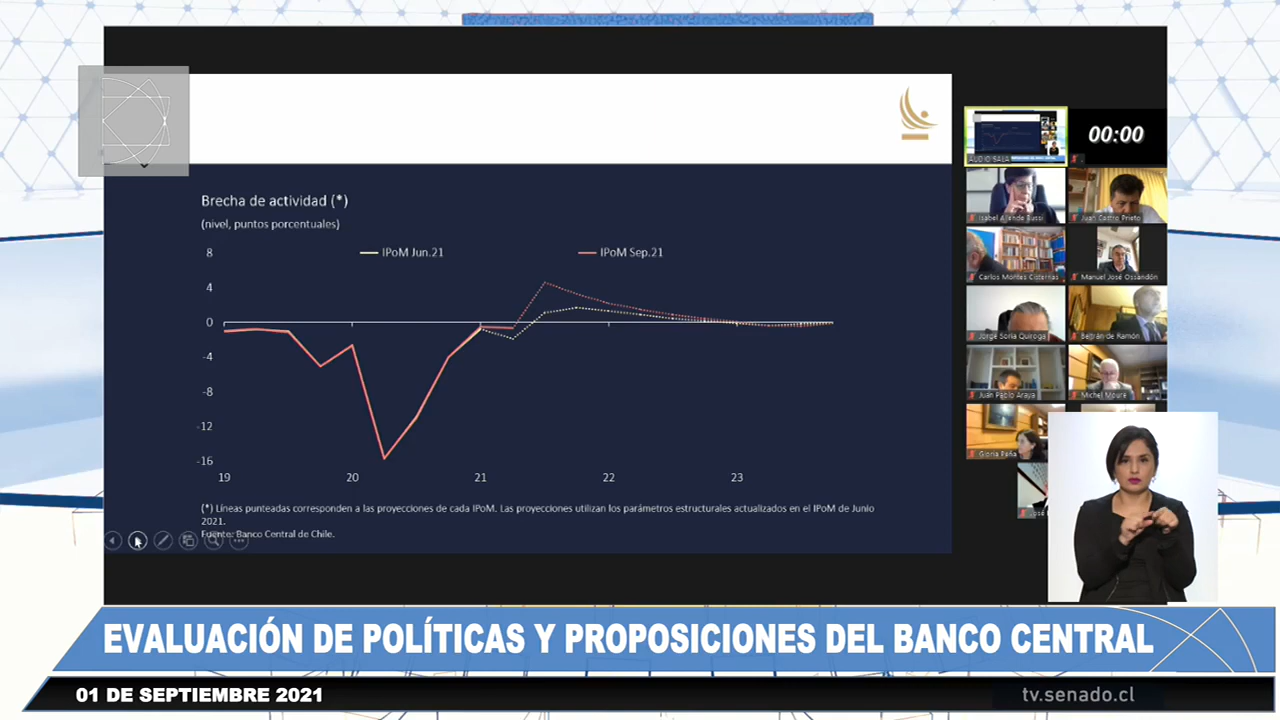 Brecha de actividad (*)
(nivel, puntos porcentuales)
IPoM Jun.21
IPoM Sep.21
8
4
0
-4
-8
-12
-16
19
20
21
22
23
(*) Líneas punteadas corresponden a las proyecciones de cada IPoM. Las proyecciones utilizan los parámetros estructurales actualizados en el IPoM de Junio
2021.
Fuente: Banco Central de Chile.
AUDIO SALA
00:00
Isabel Allende Bussi
Juan Castro Prieto
Carlos Montes Cisternas
Manuel José Ossandón
Jorge Soria Quiroga
Beltrán de Ramón
Juan Pablo Araya
Michel Moure
Gloria Peña
EVALUACIÓN DE POLÍTICAS Y PROPOSICIONES DEL BANCO CENTRAL
01 DE SEPTIEMBRE 2021
tv.senado.cl